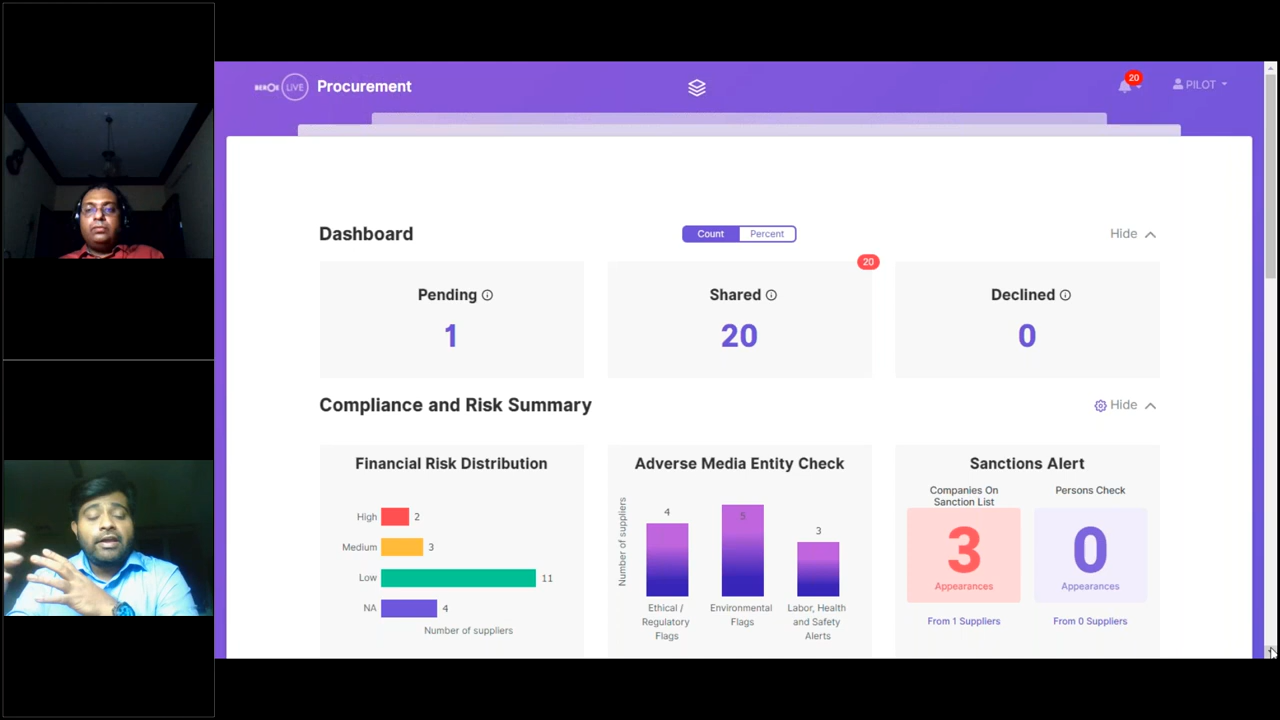 BEROE LIVE Procurement
20
PILOT
Dashboard
Count Percent
Hide
20
Pending
1
Shared
20
Declined
0
Compliance and Risk Summary
Hide
Financial Risk Distribution
High 2
Medium 3
Low 11
NA 4
Number of suppliers
Adverse Media Entity Check
Number of suppliers
4
5
3
Ethical /
Regulatory
Flags
Environmental
Flags
Labor, Health
and Safety
Alerts
Sanctions Alert
Companies On
Sanction List
3
Appearances
From 1 Suppliers
Persons Check
0
Appearances
From 0 Suppliers